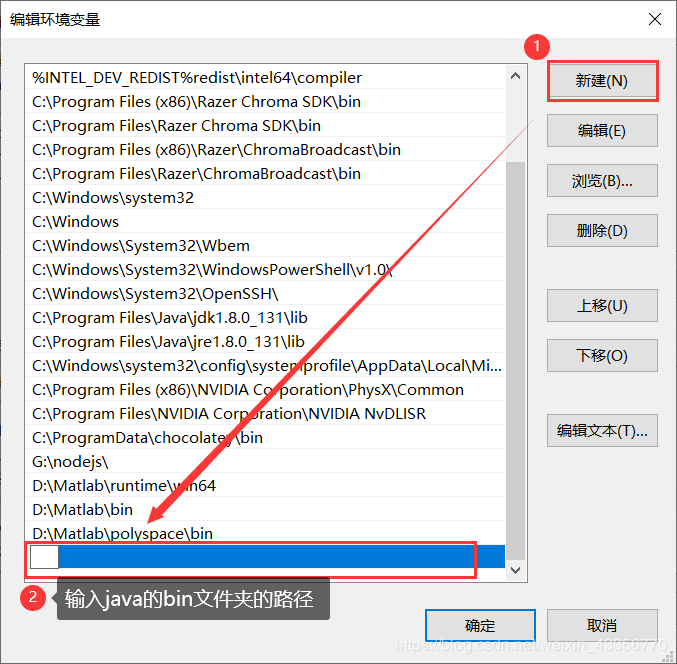 编辑环境变量
1
%INTEL_DEV_REDIST%redist\intel64\compiler
新建(N)
C:\Program Files (x86)\Razer Chroma SDK\bin
C:\Program Files\Razer Chroma SDK\bin
编辑(E)
C:\Program Files (x86)\Razer\ChromaBroadcast\bin
C:\Program Files\Razer\ChromaBroadcast\bin
浏览(B)...
C:\Windows\system32
C:\Windows
删除(D)
C:\Windows\System32\Wbem
C:\Windows\System32\WindowsPowerShell\v1.0\
C:\Windows\System32\OpenSSH\
上移(U)
C:\Program Files\Java\jdk1.8.0_131\lib
C:\Program Files\Java\jre1.8.0_131\lib
下移(O)
C:\Windows\system32\config\systemprofile\AppData\Local\Mi...
C:\Program Files (x86)\NVIDIA Corporation\PhysX\Common
C:\Program Files\NVIDIA Corporation\NVIDIA NvDLISR
编辑文本(T)...
C:\ProgramData\chocolatey\bin
G:\nodejs\
D:\Matlab\runtime\win64
D:\Matlab\bin
D:\Matlab\polyspace\bin
2
输入java的bin文件夹的路径
确定
取消
https://blog.csdn.net/weixin_43356770